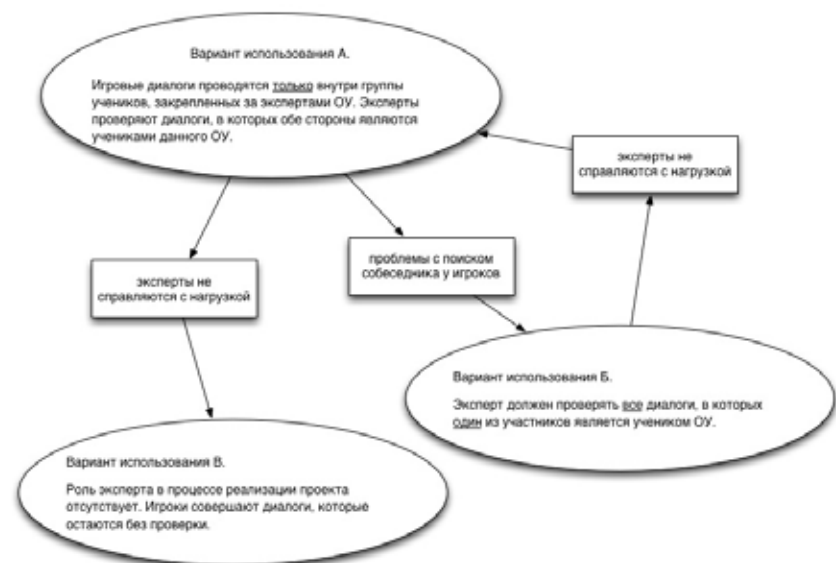 Вариант использования А.
Игровые диалоги проводятся только внутри группы
учеников, закрепленных за экспертами ОУ. Эксперты
проверяют диалоги, в которых обе стороны являются
учениками данного ОУ.
эксперты не
справляются с нагрузкой
проблемы с поиском
собеседника у игроков
эксперты не
справляются с нагрузкой
Вариант использования Б.
Эксперт должен проверять все диалоги, в которых
один из участников является учеником ОУ.
Вариант использования В.
Роль эксперта в процессе реализации проекта
отсутствует. Игроки совершают диалоги, которые
остаются без проверки.